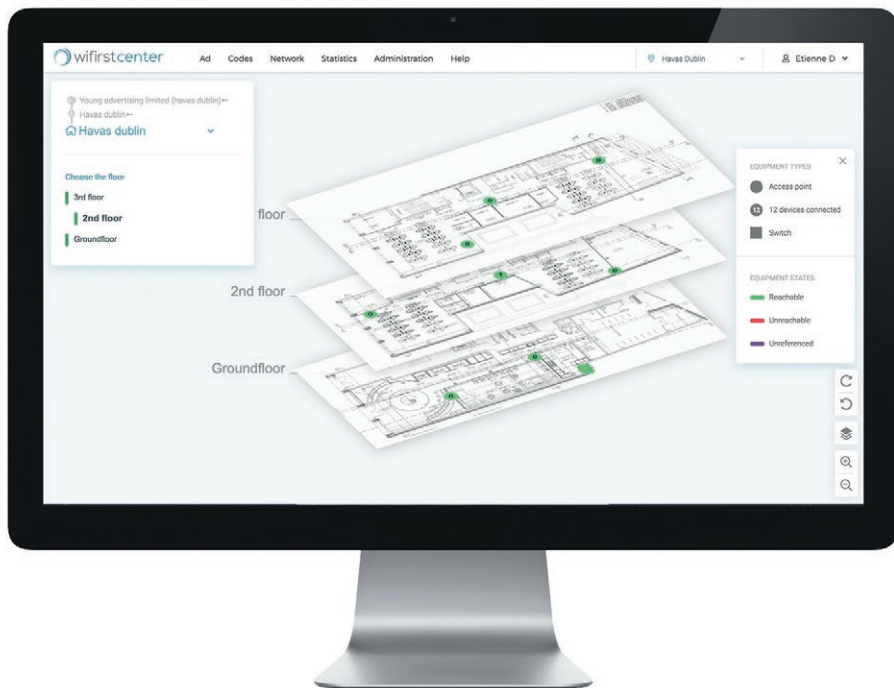 wifirstcenter
Ad Codes Network Statistics Administration Help
Havas Dublin
Etienne D
Young advertising limited (havas dublin)←
Havas dublin←
Havas dublin
Choose the floor
3rd floor
2nd floor
Groundfloor
floor
2nd floor
Groundfloor
EQUIPMENT TYPES
Access point
12 12 devices connected
Switch
EQUIPMENT STATES
Reachable
Unreachable
Unreferenced